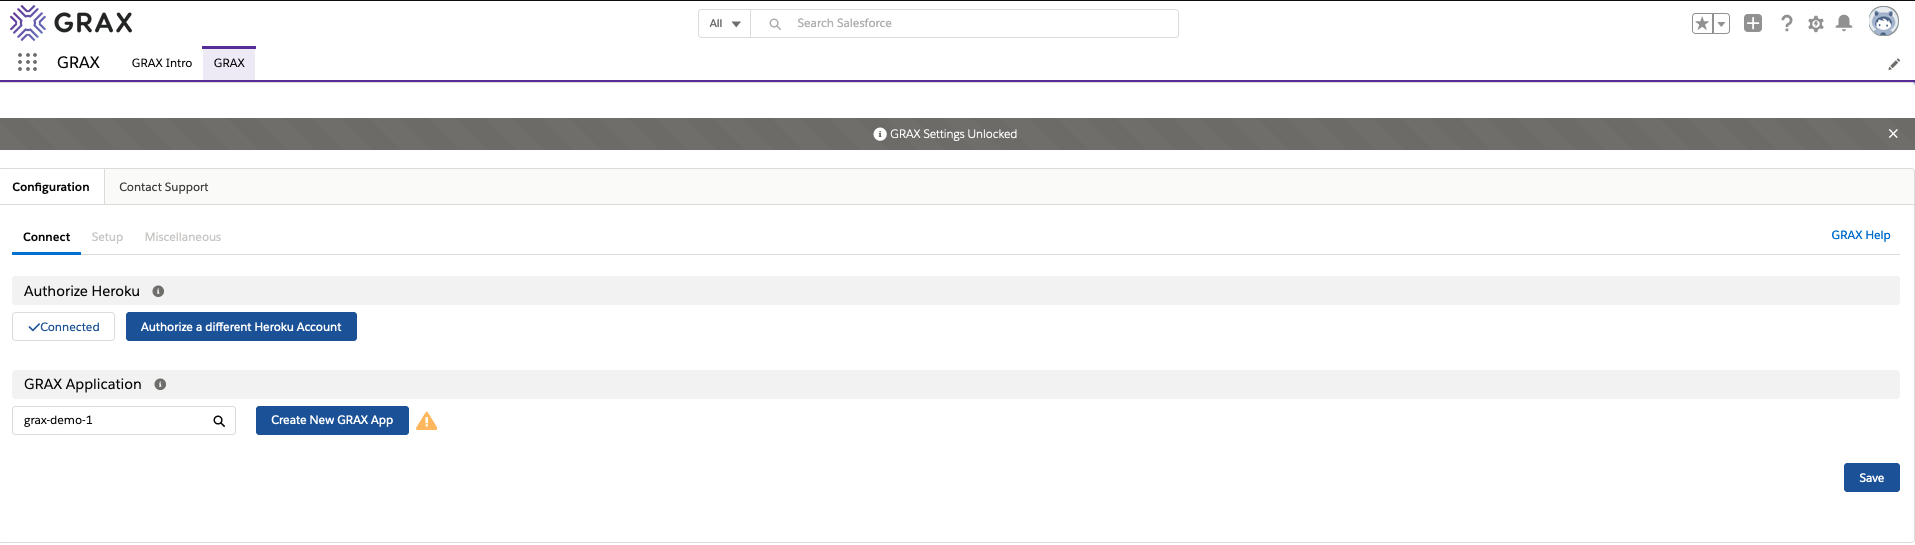 GRAX
All
Search Salesforce
GRAX
GRAX Intro
GRAX
GRAX Settings Unlocked
Configuration
Contact Support
Connect
Setup
Miscellaneous
GRAX Help
Authorize Heroku
Connected
Authorize a different Heroku Account
GRAX Application
grax-demo-1
Create New GRAX App
Save